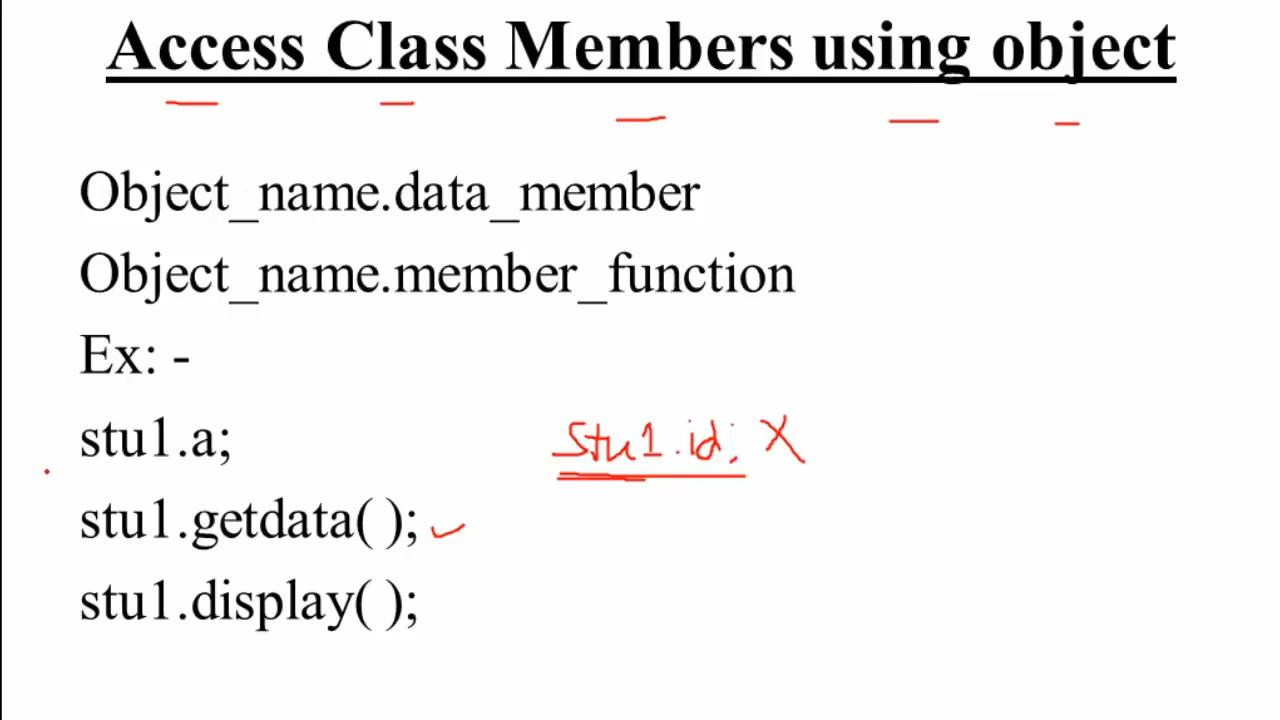 Access Class Members using object
Object_name.data_member
Object_name.member_function
Ex: -
stu1.a;
stu1.id; X
stu1.getdata( );
stu1.display( );